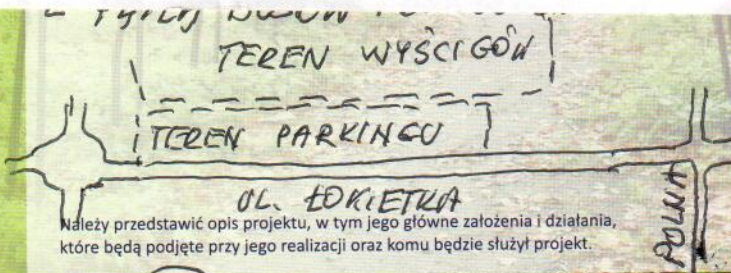 TEREN WYŚCIGÓW
TEREN PARKINGU
UL. ŁOKIETKA
POLNA
Należy przedstawić opis projektu, w tym jego główne założenia i działania,
które będą podjęte przy jego realizacji oraz komu będzie służył projekt.